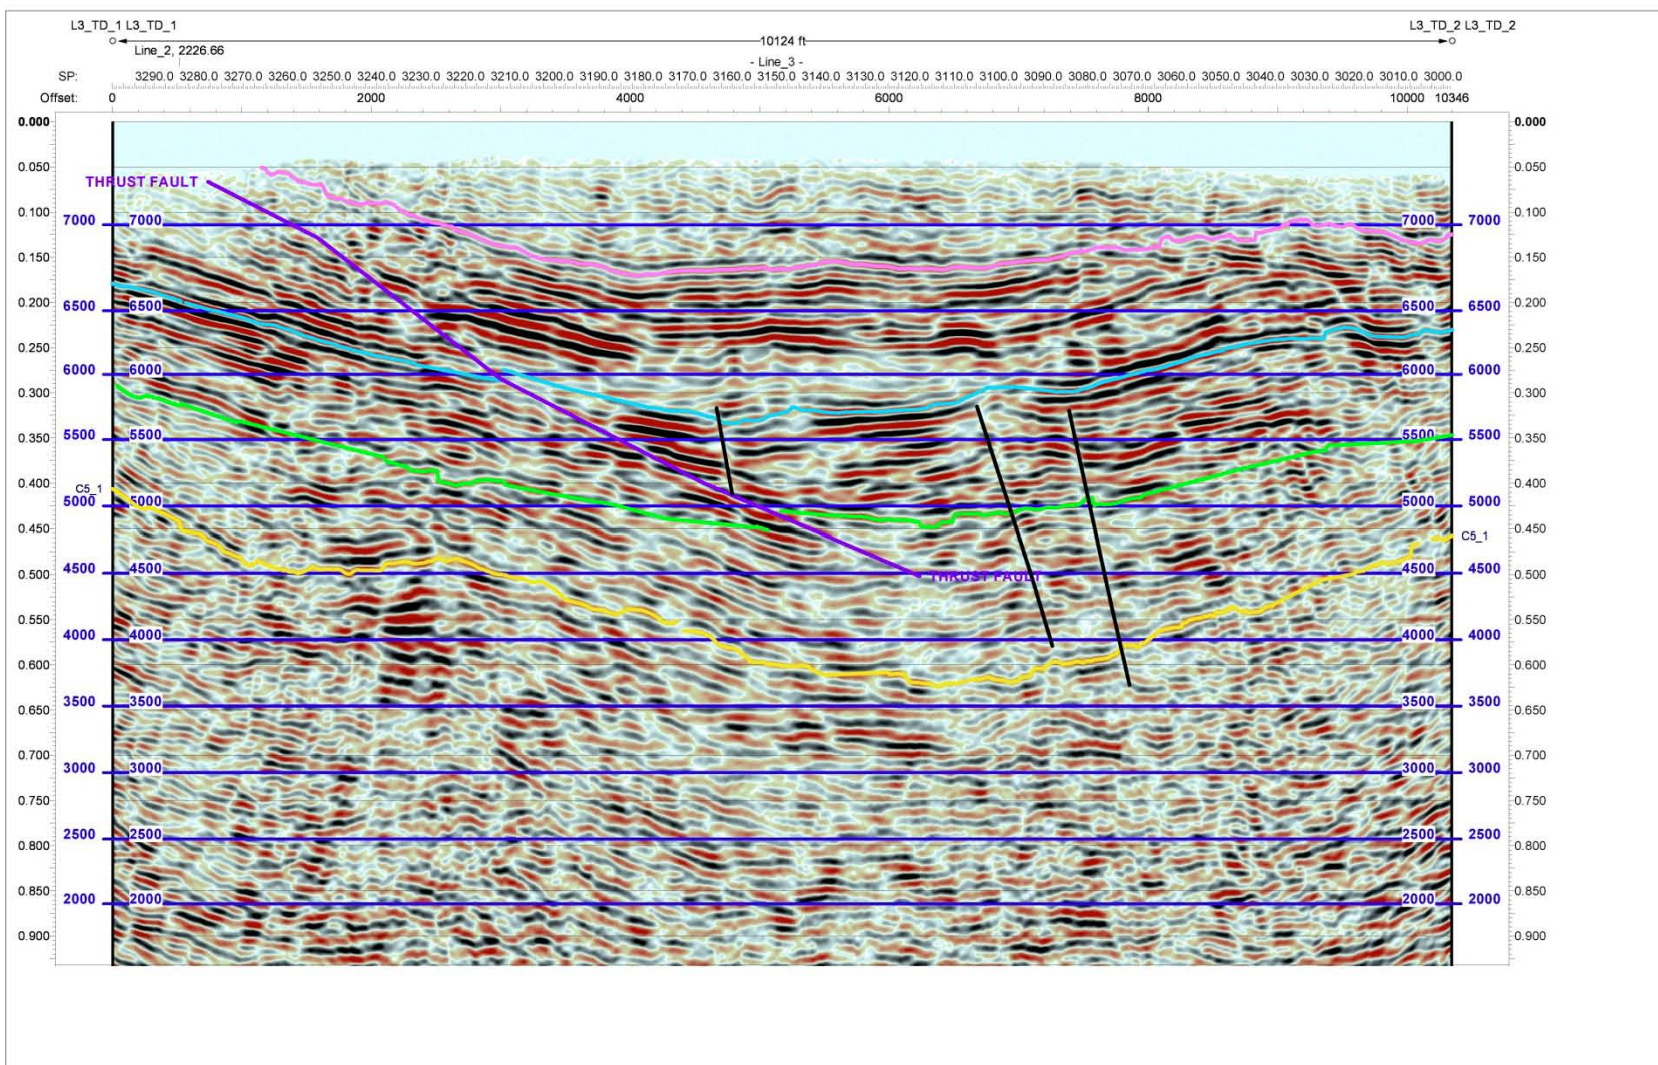 L3_TD_1 L3_TD_1 L3_TD_2 L3_TD_2
10124 ft
Line_2, 2226.66
- Line_3 -
SP: 3290.0 3280.0 3270.0 3260.0 3250.0 3240.0 3230.0 3220.0 3210.0 3200.0 3190.0 3180.0 3170.0 3160.0 3150.0 3140.0 3130.0 3120.0 3110.0 3100.0 3090.0 3080.0 3070.0 3060.0 3050.0 3040.0 3030.0 3020.0 3010.0 3000.0
Offset: 0 2000 4000 6000 8000 10000 10346
0.000 0.000
0.050 0.050
THRUST FAULT
0.100 0.100
7000 7000 7000 7000
0.150 0.150
0.200 0.200
6500 6500 6500 6500
0.250 0.250
6000 6000 6000 6000
0.300 0.300
0.350 0.350
5500 5500 5500 5500
0.400 0.400
C5_1
5000 5000 5000 5000
0.450 0.450
C5_1
4500 4500 4500 4500
0.500 0.500
THRUST FAULT
0.550 0.550
4000 4000 4000 4000
0.600 0.600
0.650 0.650
3500 3500 3500 3500
0.700 0.700
3000 3000 3000 3000
0.750 0.750
2500 2500 2500 2500
0.800 0.800
0.850 0.850
2000 2000 2000 2000
0.900 0.900